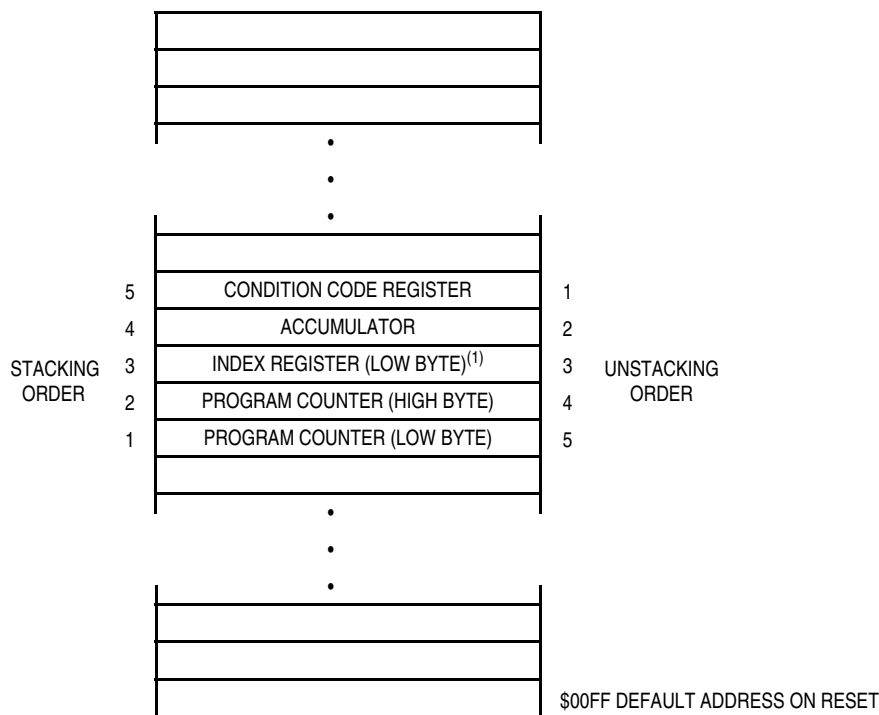 5 CONDITION CODE REGISTER 1
4 ACCUMULATOR 2
STACKING ORDER
3 INDEX REGISTER (LOW BYTE)(1) 3
UNSTACKING ORDER
2 PROGRAM COUNTER (HIGH BYTE) 4
1 PROGRAM COUNTER (LOW BYTE) 5
$00FF DEFAULT ADDRESS ON RESET